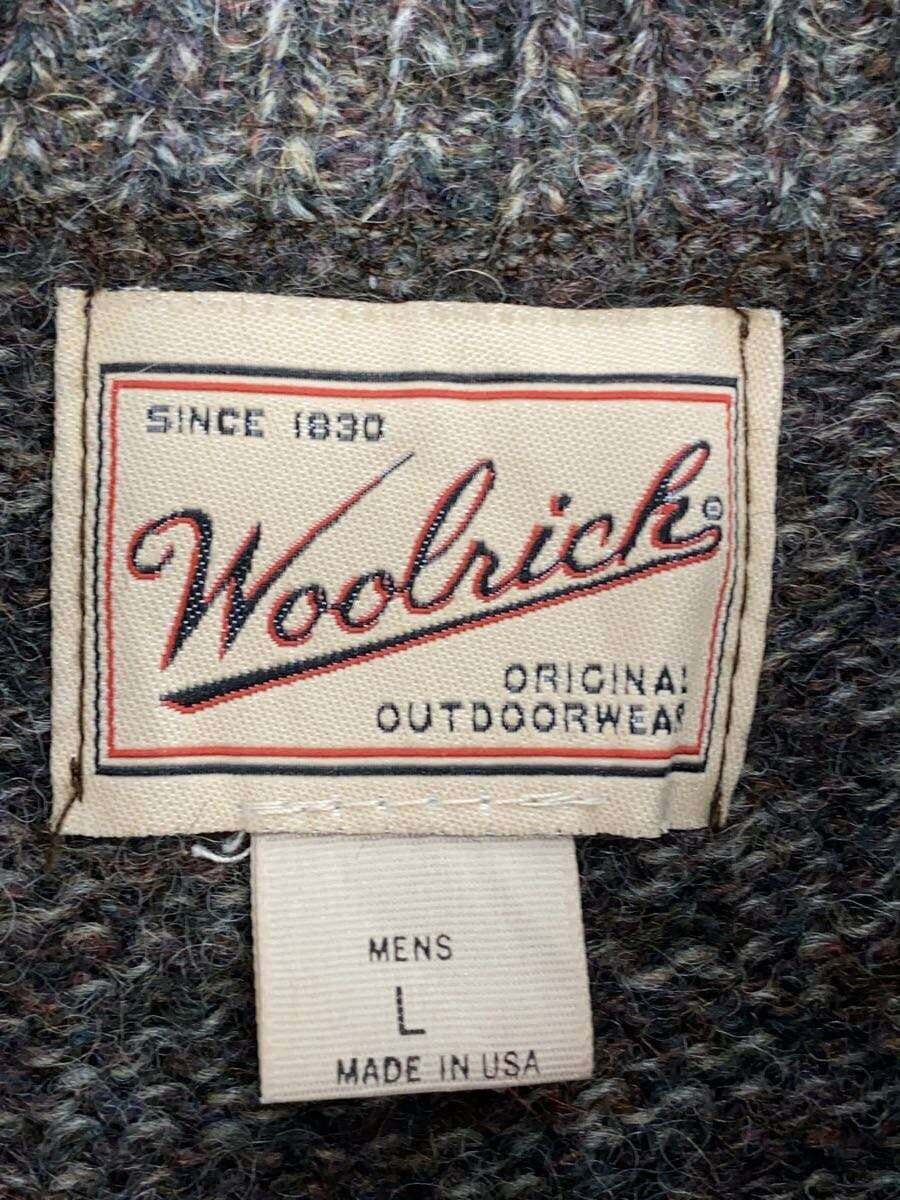 SINCE 1830
Woolrich®
ORIGINAL
OUTDOORWEAR
MENS
L
MADE IN USA